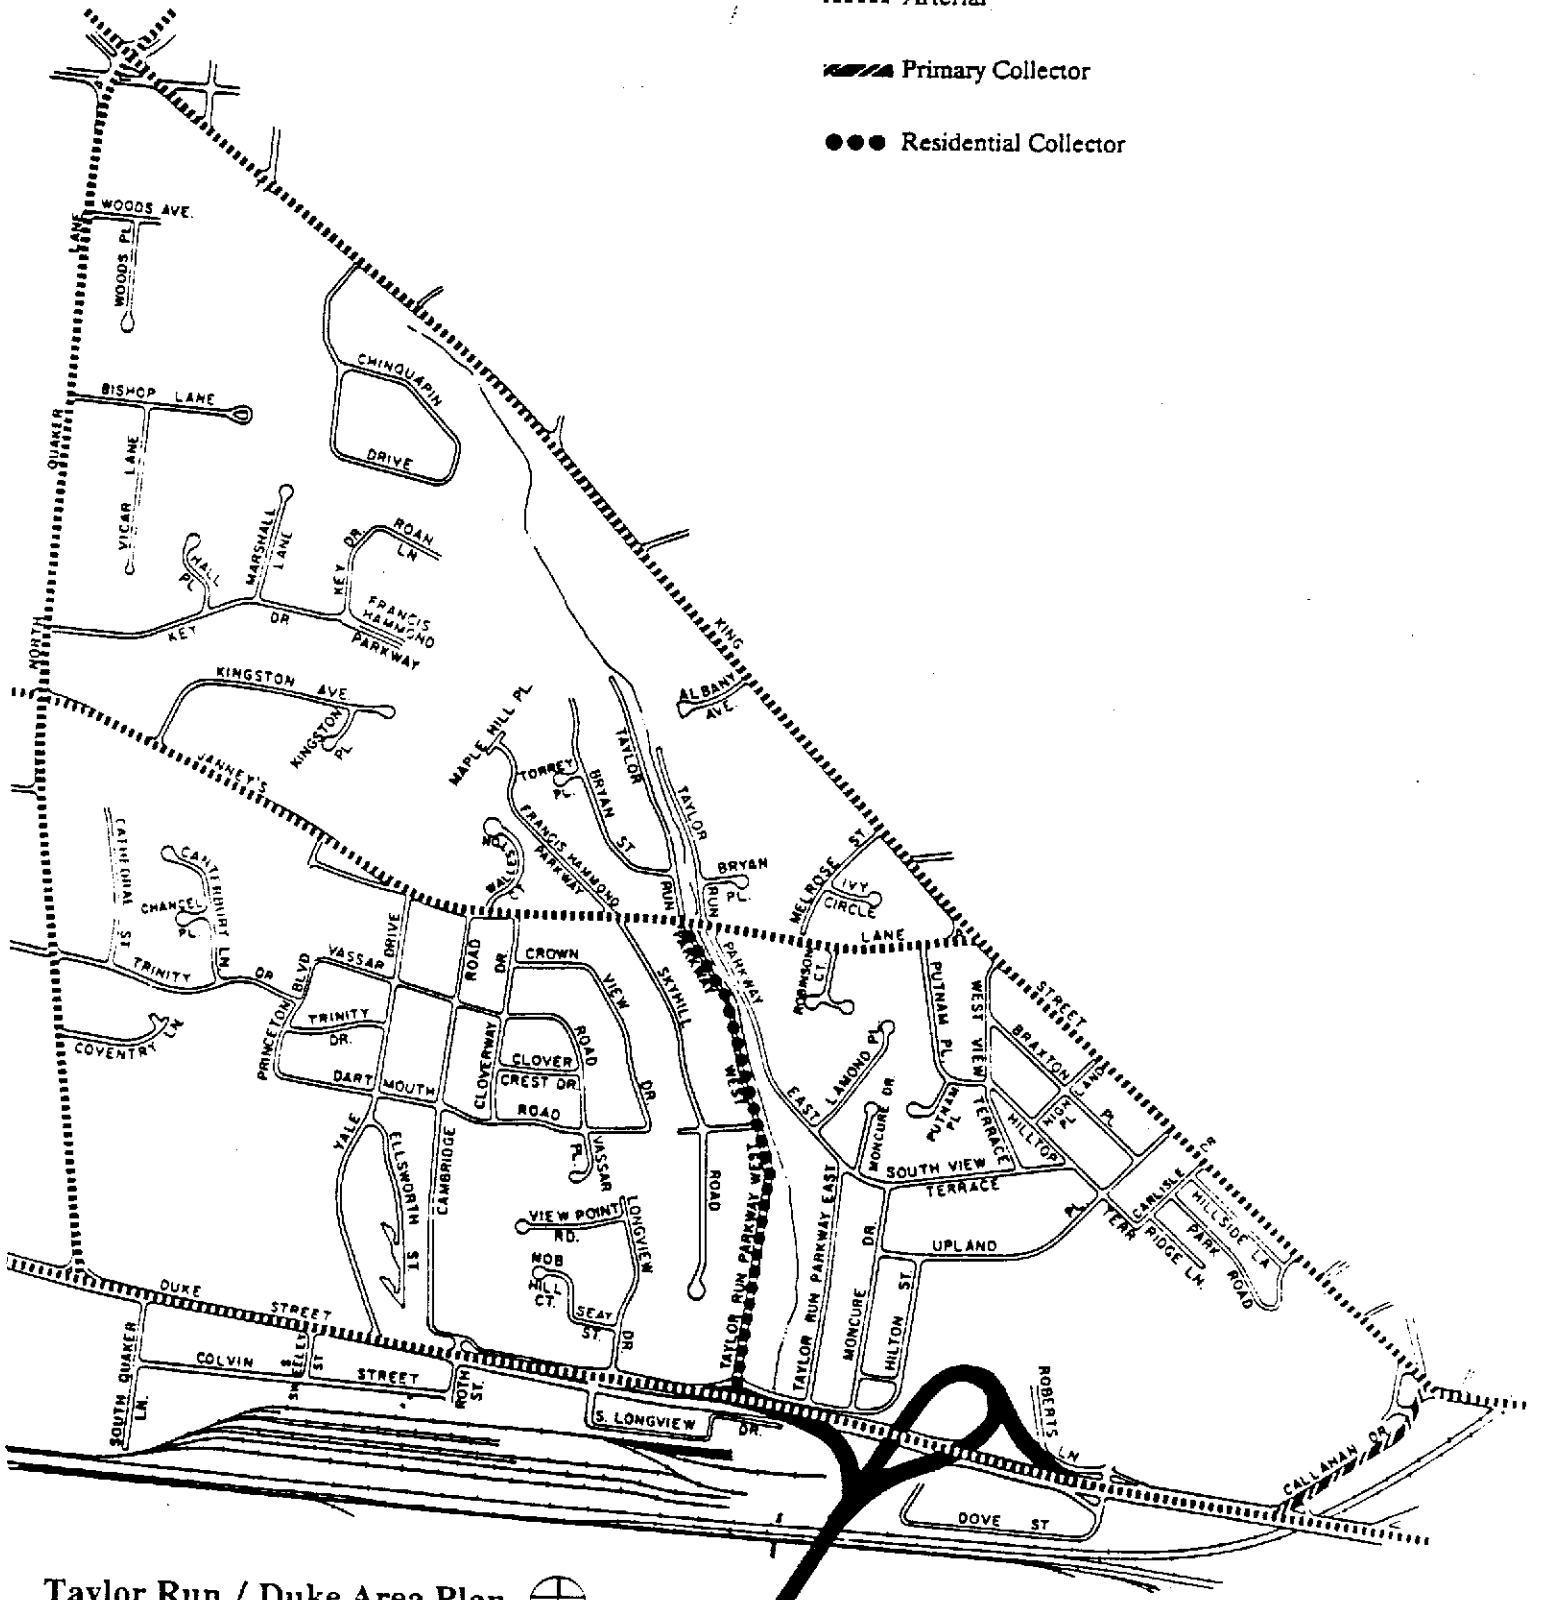 Arterial
Primary Collector
Residential Collector
WOODS AVE.
LANE
WOODS PL
CHINQUAPIN
DRIVE
BISHOP LANE
QUAKER
VICAR LANE
MARSHALL
LANE
HALL
PL
KEY
DR.
ROAN
LN
FRANCIS
HAMMOND
PARKWAY
KEY
DR
NORTH
KING
KINGSTON AVE.
KINGSTON
PL
ALBANY
AVE.
MAPLE HILL PL.
TORREY
PL.
BRYAN
ST.
TAYLOR
TAYLOR
JANNEY'S
FRANCIS HAMMOND
PARKWAY
RUN
RUN
BRYAN
PL.
MELROSE ST.
IVY
CIRCLE
CATHEDRAL
ST
CANTERBURY LN
CHANCEL
PL
LANE
TRINITY DR
PRINCETON BLVD
VASSAR
DRIVE
ROAD
DR.
CROWN
VIEW
DR.
SKYHILL
PARKWAY
PARKWAY
ROBINSON
CT.
PUTNAM PL
WEST VIEW
TERRACE
STREET
BRAXTON
PL
TRINITY
DR.
COVENTRY LN.
DARTMOUTH
CLOVERWAY
ROAD
CLOVER
CREST DR.
ROAD
WEST
EAST
LAMOND PL
MONCURE DR.
PUTNAM
PL
HILLTOP
TERR
HIGH
LAND
PL
YALE
ELLSWORTH ST.
CAMBRIDGE
VASSAR
PL.
ROAD
SOUTH VIEW
TERRACE
TAYLOR RUN PARKWAY WEST
TAYLOR RUN PARKWAY EAST
VIEW POINT
RD.
LONGVIEW
DR
UPLAND
PL.
CARLISLE
DR
HILLSIDE LA
PARK ROAD
RIDGE LN.
NOB
HILL
CT.
SEAY
ST.
MONCURE
DR.
HILTON ST.
DUKE
STREET
SOUTH QUAKER
LN.
COLVIN
STREET
ROTH
ST.
S. LONGVIEW
DR.
ROBERTS
LN
CALLAHAN DR
DOVE ST
Taylor Run / Duke Area Plan